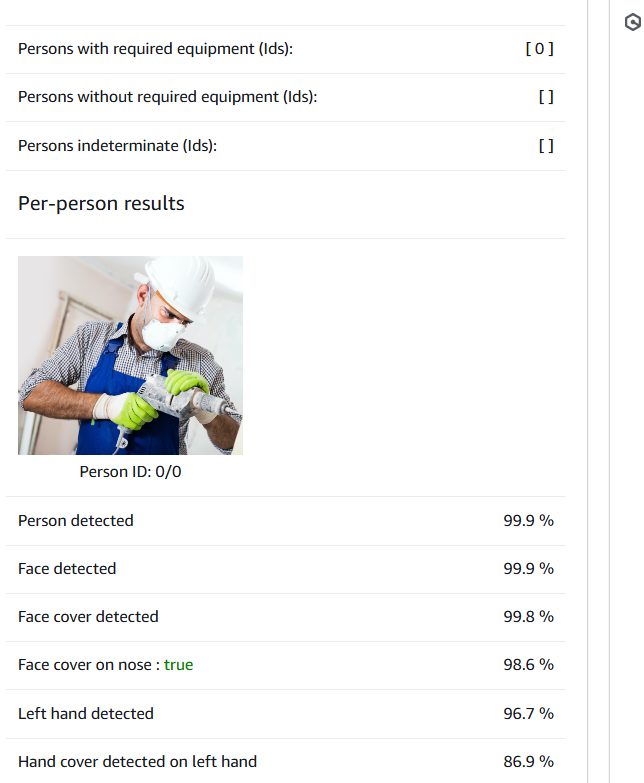 Persons with required equipment (Ids): [ 0 ]
Persons without required equipment (Ids): [ ]
Persons indeterminate (Ids): [ ]
Per-person results
Person ID: 0/0
Person detected 99.9 %
Face detected 99.9 %
Face cover detected 99.8 %
Face cover on nose : true 98.6 %
Left hand detected 96.7 %
Hand cover detected on left hand 86.9 %